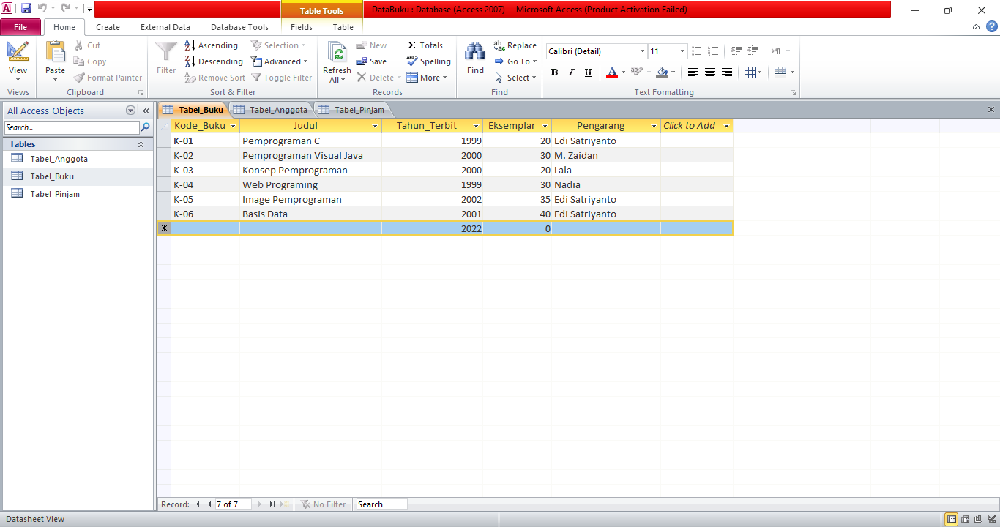 Table Tools
DataBuku : Database (Access 2007) - Microsoft Access (Product Activation Failed)
File Home Create External Data Database Tools Fields Table
View
Views
Paste
Cut
Copy
Format Painter
Clipboard
Filter
Ascending
Descending
Remove Sort
Selection
Advanced
Toggle Filter
Sort & Filter
Refresh
All
New
Save
Delete
Totals
Spelling
More
Records
Find
Replace
Go To
Select
Find
Calibri (Detail) 11
B I U
Text Formatting
All Access Objects
Search...
Tables
Tabel_Anggota
Tabel_Buku
Tabel_Pinjam
Tabel_Buku Tabel_Anggota Tabel_Pinjam
Kode_Buku Judul Tahun_Terbit Eksemplar Pengarang Click to Add
K-01 Pemprograman C 1999 20 Edi Satriyanto
K-02 Pemprograman Visual Java 2000 30 M. Zaidan
K-03 Konsep Pemprograman 2000 20 Lala
K-04 Web Programing 1999 30 Nadia
K-05 Image Pemprograman 2002 35 Edi Satriyanto
K-06 Basis Data 2001 40 Edi Satriyanto
2022 0
Record: 7 of 7 No Filter Search
Datasheet View